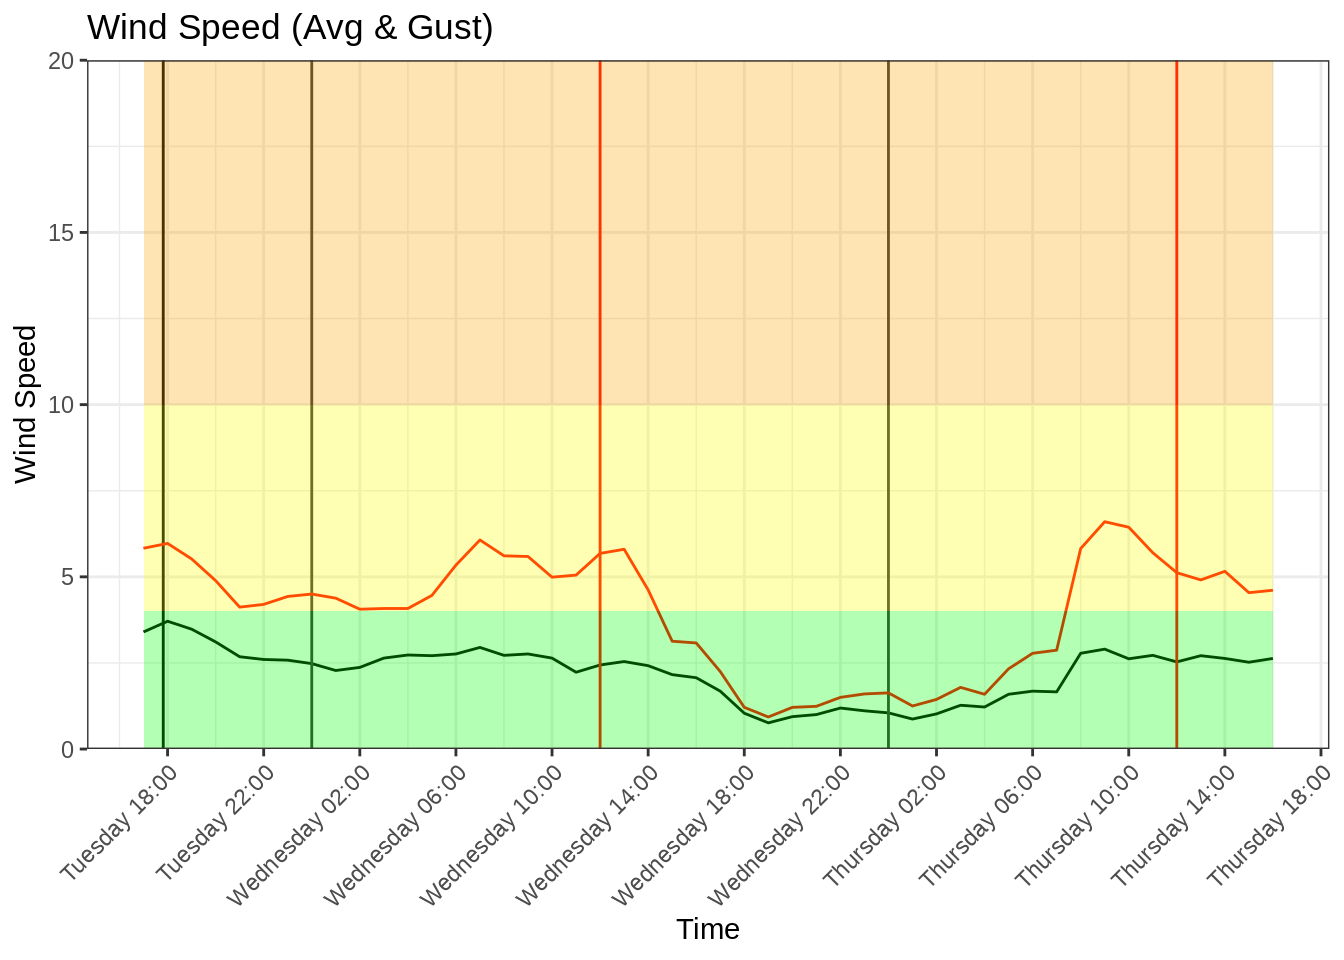 Wind Speed (Avg & Gust)
20
15
10
5
0
Wind Speed
Tuesday 18:00
Tuesday 22:00
Wednesday 02:00
Wednesday 06:00
Wednesday 10:00
Wednesday 14:00
Wednesday 18:00
Wednesday 22:00
Thursday 02:00
Thursday 06:00
Thursday 10:00
Thursday 14:00
Thursday 18:00
Time